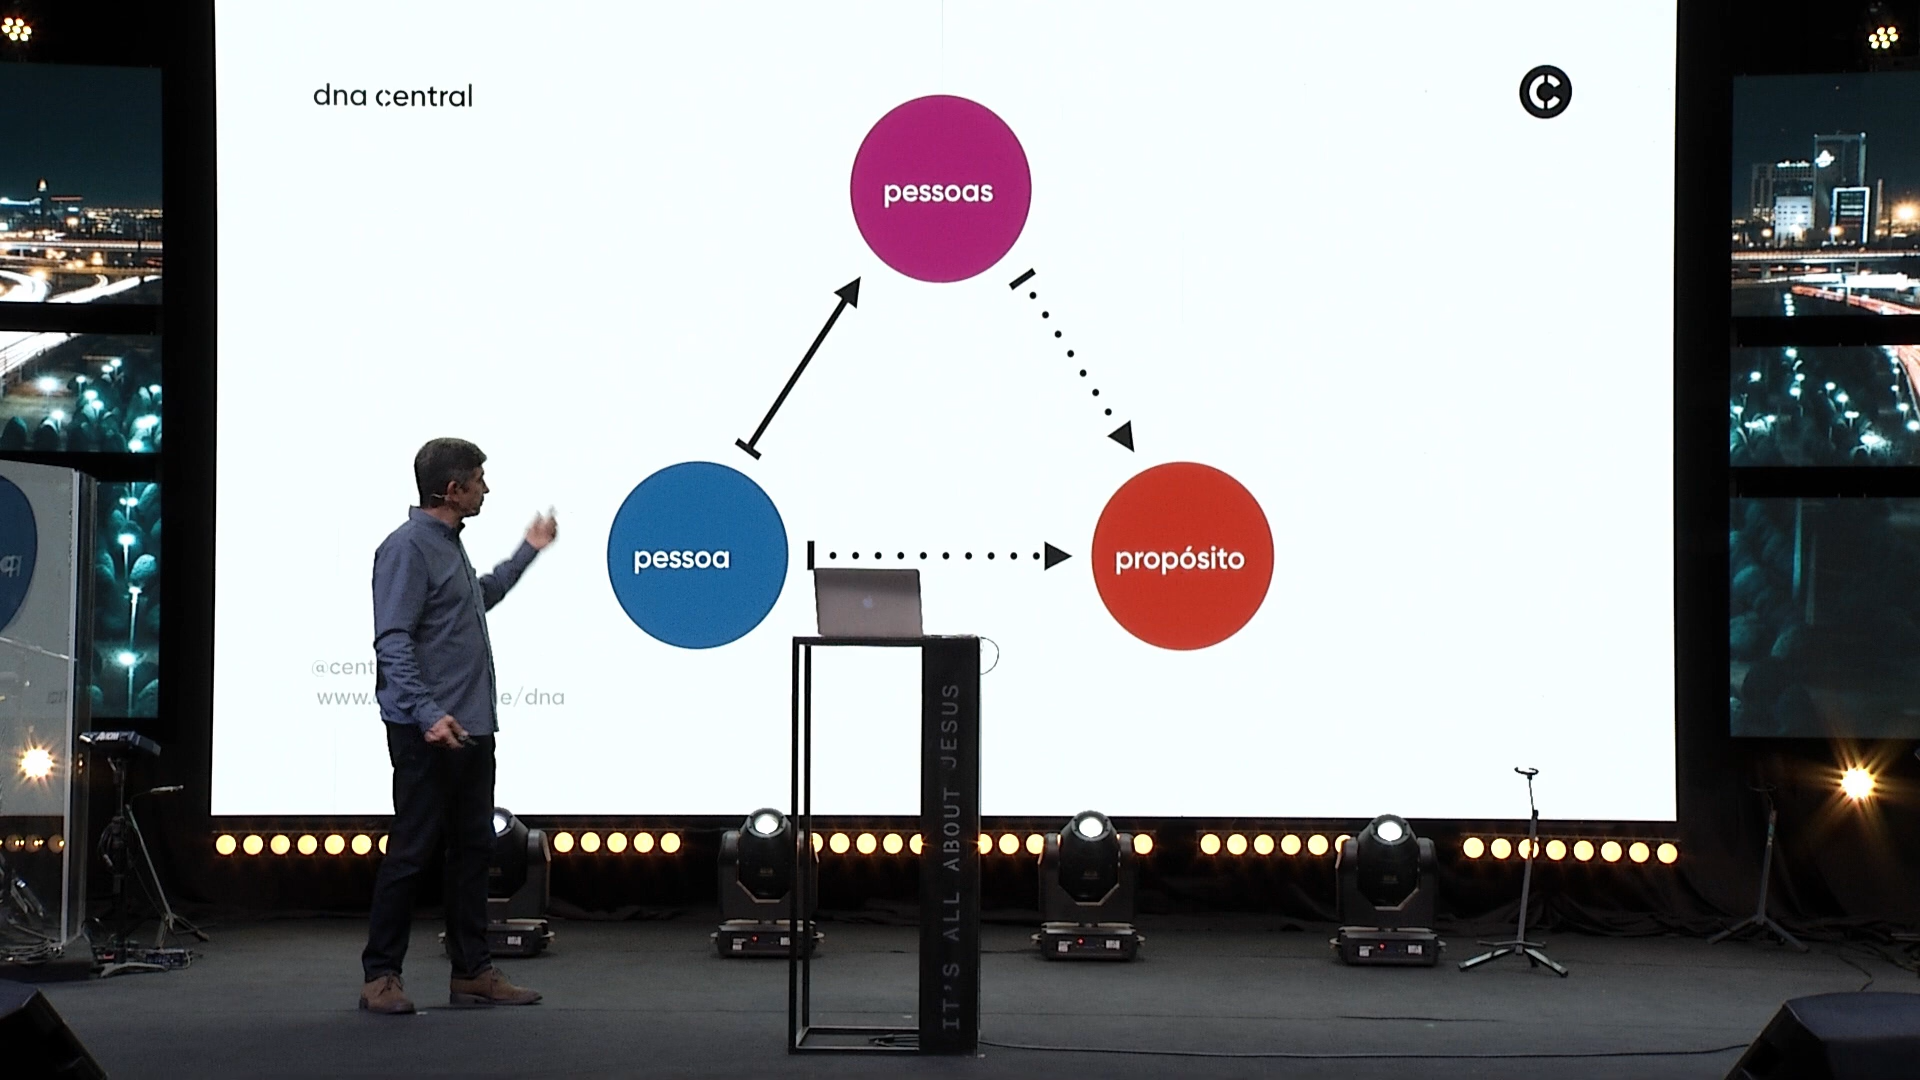 dna central
pessoas
pessoa
propósito
@cent
www. e/dna
IT'S ALL ABOUT JESUS